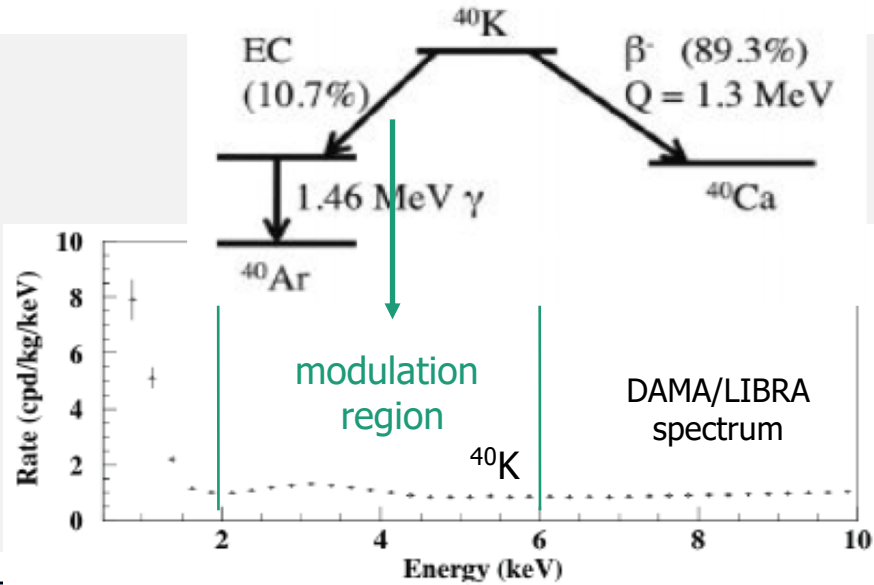 ⁴⁰K
EC
(10.7%)
β⁻ (89.3%)
Q = 1.3 MeV
1.46 MeV γ
⁴⁰Ca
⁴⁰Ar
10
8
6
4
2
0
Rate (cpd/kg/keV)
modulation
region
⁴⁰K
DAMA/LIBRA
spectrum
2
4
6
8
10
Energy (keV)